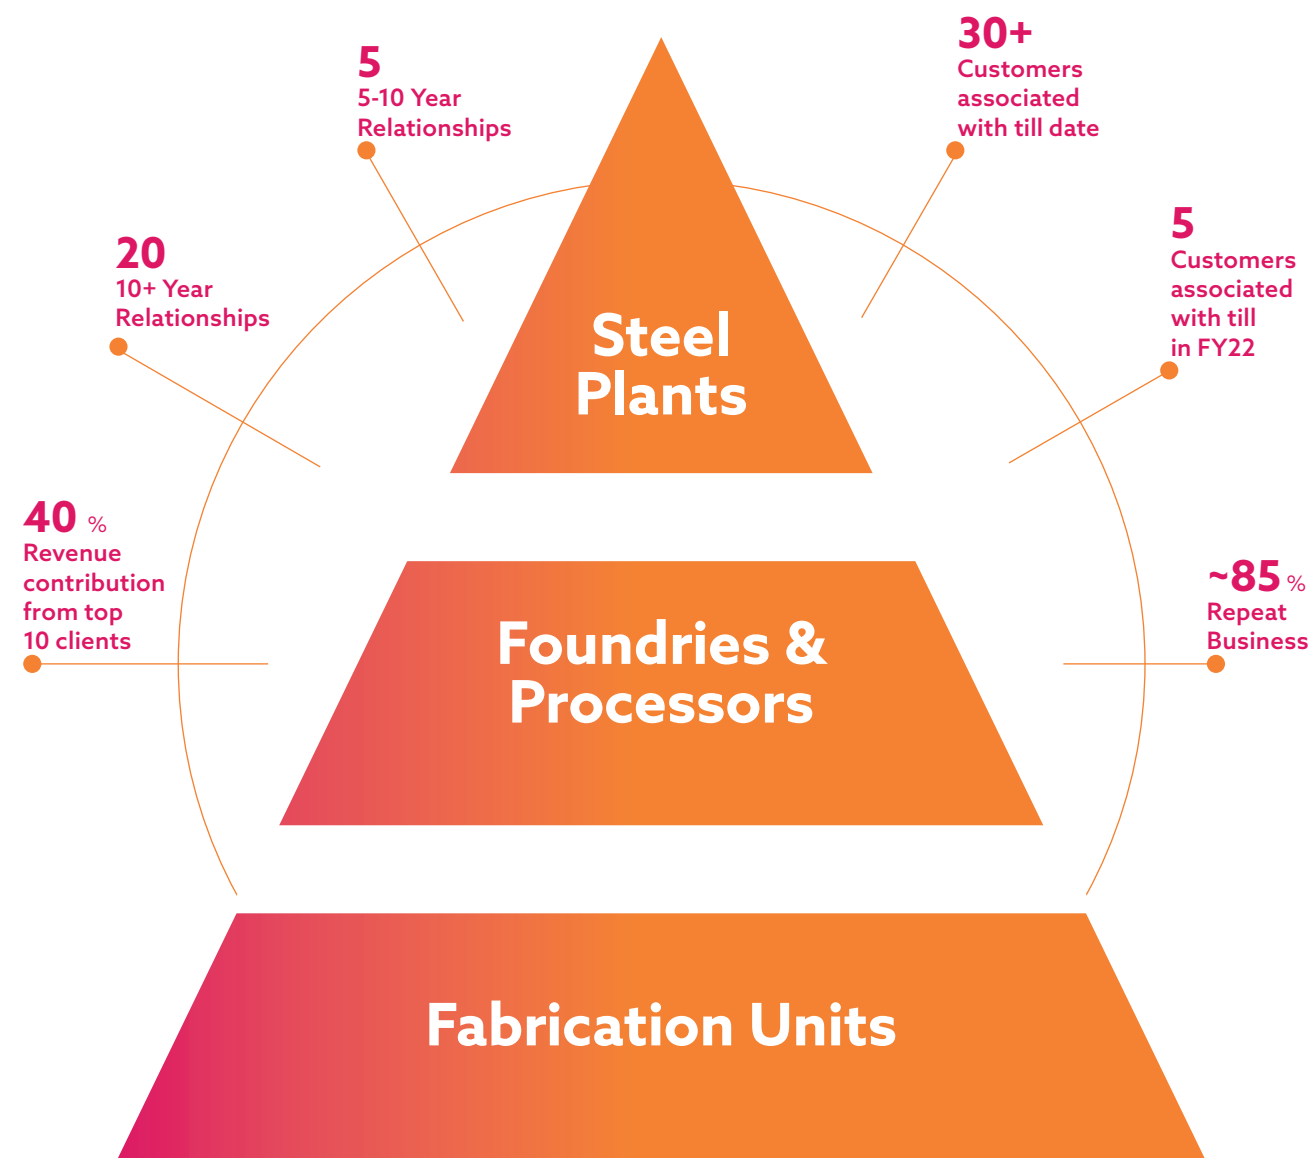 5
5-10 Year
Relationships
30+
Customers
associated
with till date
20
10+ Year
Relationships
5
Customers
associated
with till
in FY22
Steel
Plants
40 %
Revenue
contribution
from top
10 clients
~85 %
Repeat
Business
Foundries &
Processors
Fabrication Units